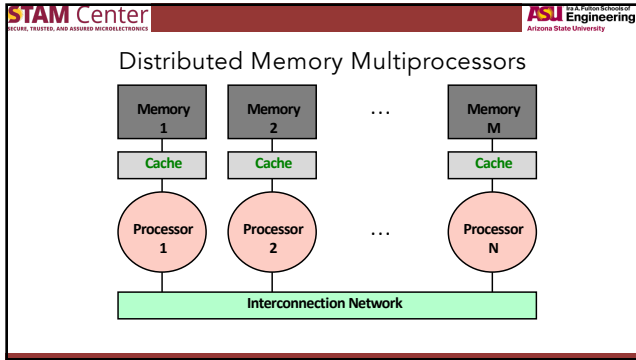 STAM Center
SECURE, TRUSTED, AND ASSURED MICROELECTRONICS
ASU Ira A. Fulton Schools of
Engineering
Arizona State University
Distributed Memory Multiprocessors
Memory Memory ... Memory
1 2 M
Cache Cache Cache
Processor Processor ... Processor
1 2 N
Interconnection Network